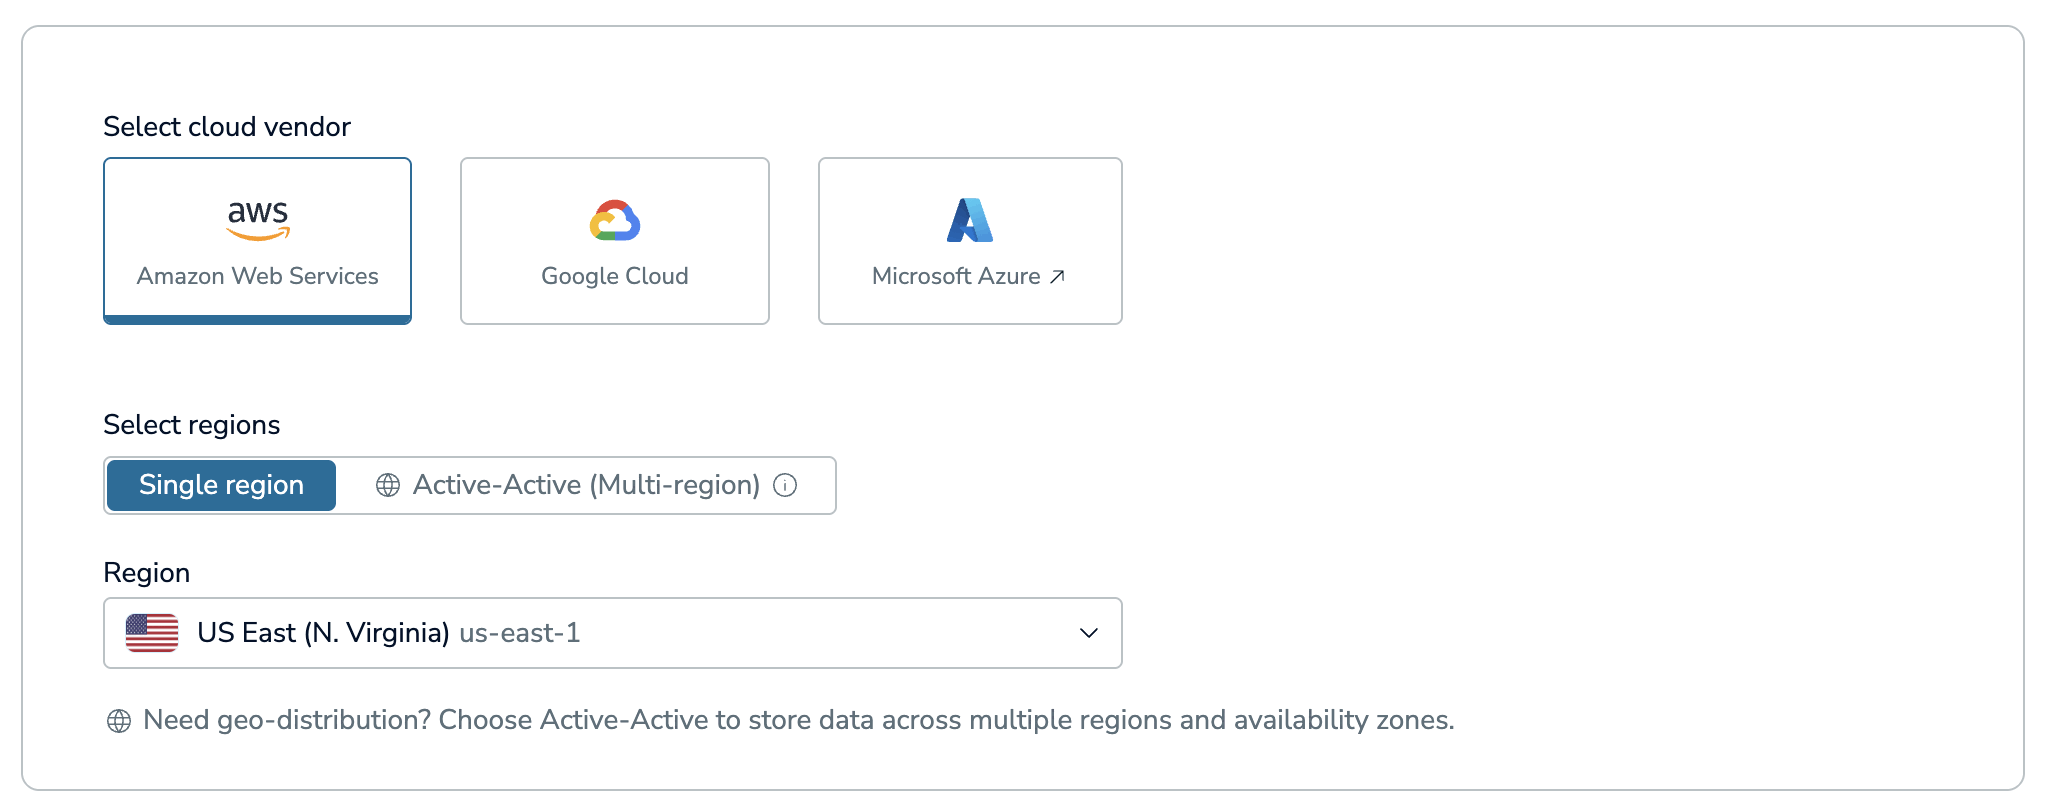 Select cloud vendor
aws
Amazon Web Services
Google Cloud
Microsoft Azure
Select regions
Single region
Active-Active (Multi-region)
Region
US East (N. Virginia) us-east-1
Need geo-distribution? Choose Active-Active to store data across multiple regions and availability zones.